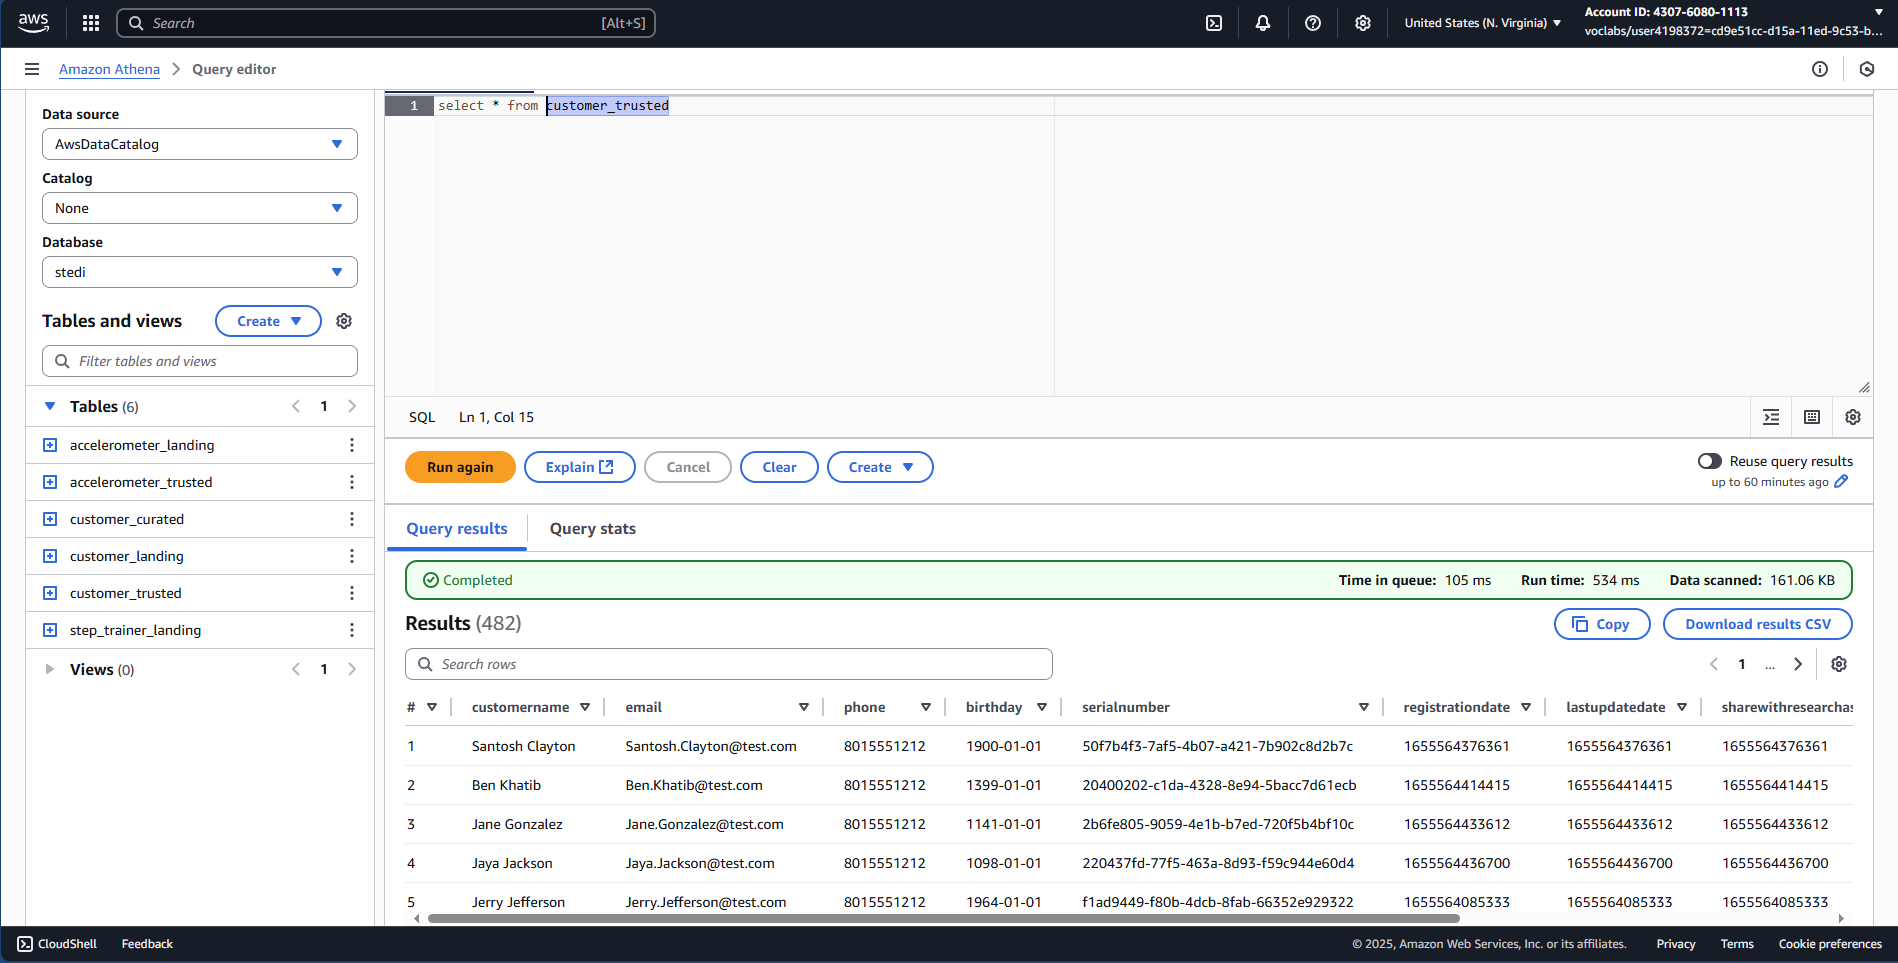 aws
Search [Alt+S]
United States (N. Virginia)
Account ID: 4307-6080-1113
voclabs/user4198372=cd9e51cc-d15a-11ed-9c53-b...
Amazon Athena > Query editor
Data source
AwsDataCatalog
Catalog
None
Database
stedi
Tables and views
Create
Filter tables and views
Tables (6)
1
accelerometer_landing
accelerometer_trusted
customer_curated
customer_landing
customer_trusted
step_trainer_landing
Views (0)
1
1 select * from customer_trusted
SQL Ln 1, Col 15
Run again
Explain
Cancel
Clear
Create
Reuse query results
up to 60 minutes ago
Query results
Query stats
Completed
Time in queue: 105 ms Run time: 534 ms Data scanned: 161.06 KB
Results (482)
Copy
Download results CSV
Search rows
1 ...
# customername email phone birthday serialnumber registrationdate lastupdatedate sharewithresearchas
1 Santosh Clayton Santosh.Clayton@test.com 8015551212 1900-01-01 50f7b4f3-7af5-4b07-a421-7b902c8d2b7c 1655564376361 1655564376361 1655564376361
2 Ben Khatib Ben.Khatib@test.com 8015551212 1399-01-01 20400202-c1da-4328-8e94-5bacc7d61ecb 1655564414415 1655564414415 1655564414415
3 Jane Gonzalez Jane.Gonzalez@test.com 8015551212 1141-01-01 2b6fe805-9059-4e1b-b7ed-720f5b4bf10c 1655564433612 1655564433612 1655564433612
4 Jaya Jackson Jaya.Jackson@test.com 8015551212 1098-01-01 220437fd-77f5-463a-8d93-f59c944e60d4 1655564436700 1655564436700 1655564436700
5 Jerry Jefferson Jerry.Jefferson@test.com 8015551212 1964-01-01 f1ad9449-f80b-4dcb-8fab-66352e929322 1655564085333 1655564085333 1655564085333
CloudShell Feedback
© 2025, Amazon Web Services, Inc. or its affiliates. Privacy Terms Cookie preferences